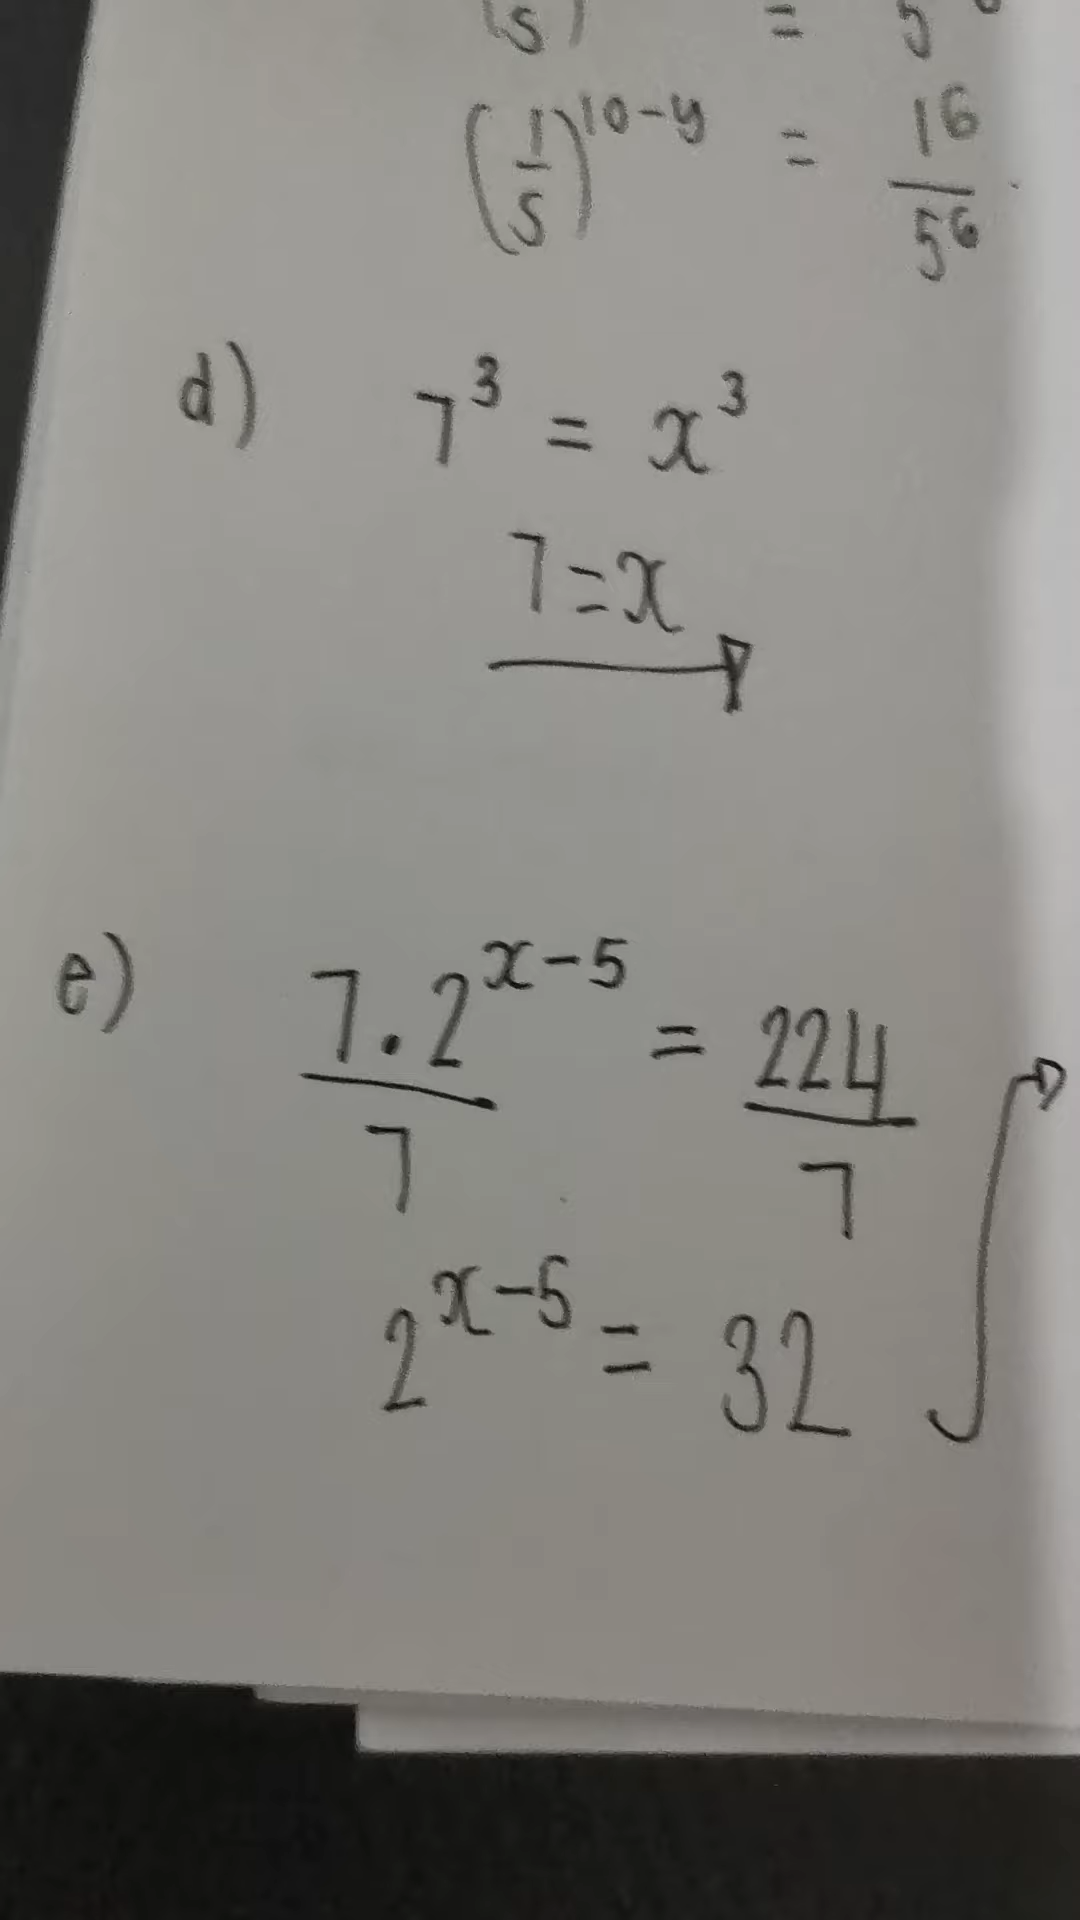 (1/5)^10-y = 16/5^6
d) 7^3 = x^3
7=x
e) 7.2^x-5/7 = 224/7
2^x-5 = 32